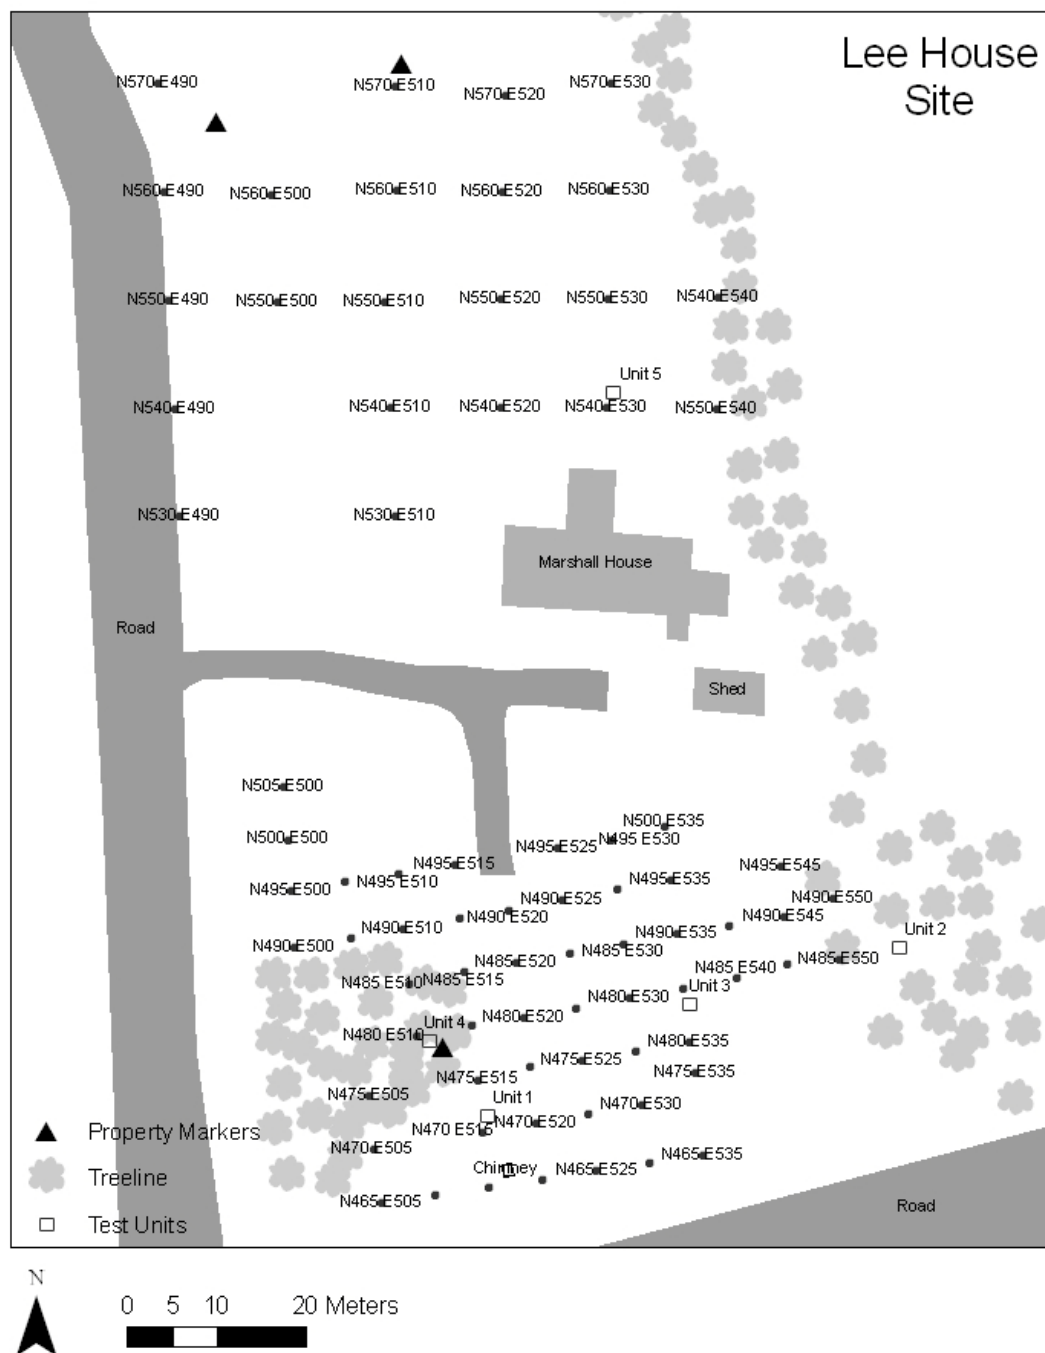 Lee House
Site
N570 E490
N570 E510
N570 E520
N570 E530
N560 E490
N560 E500
N560 E510
N560 E520
N560 E530
N550 E490
N550 E500
N550 E510
N550 E520
N550 E530
N540 E540
Unit 5
N540 E490
N540 E510
N540 E520
N540 E530
N550 E540
N530 E490
N530 E510
Marshall House
Road
Shed
N505 E500
N500 E535
N500 E500
N495 E525
N495 E530
N495 E515
N495 E545
N495 E500
N495 E510
N495 E535
N490 E525
N490 E550
N490 E520
N490 E545
N490 E510
N490 E535
Unit 2
N490 E500
N485 E530
N485 E520
N485 E540
N485 E550
N485 E510
N485 E515
Unit 3
N480 E530
N480 E520
Unit 4
N480 E510
N480 E535
N475 E525
N475 E535
N475 E515
N475 E505
Unit 1
N470 E530
N470 E515
N470 E520
Property Markers
N470 E505
N465 E535
Chimney
N465 E525
Treeline
N465 E505
Road
Test Units
N
0 5 10 20 Meters